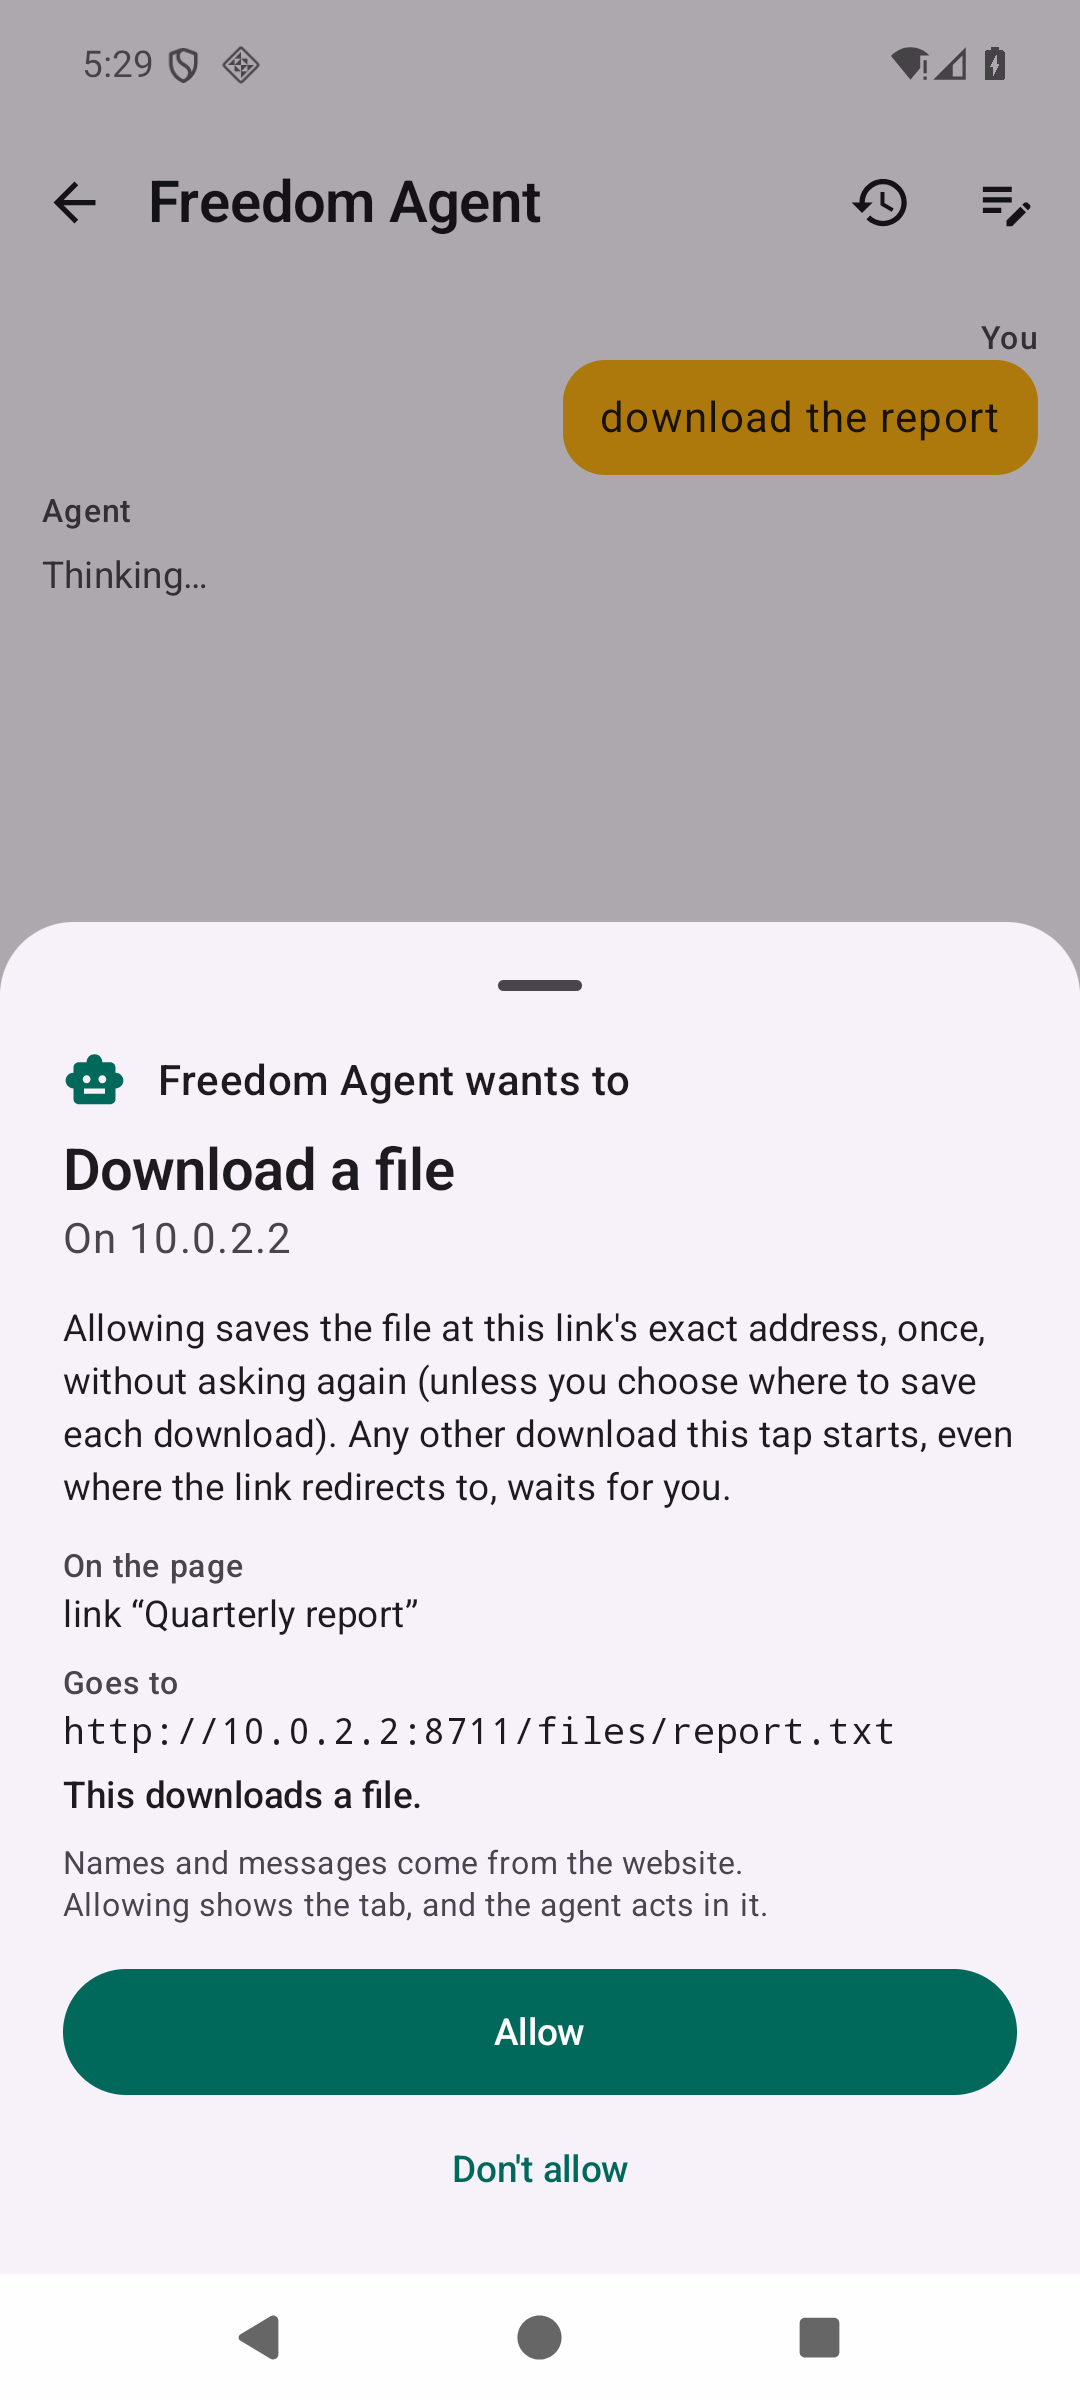 5:29
Freedom Agent
You
download the report
Agent
Thinking…
Freedom Agent wants to
Download a file
On 10.0.2.2
Allowing saves the file at this link's exact address, once,
without asking again (unless you choose where to save
each download). Any other download this tap starts, even
where the link redirects to, waits for you.
On the page
link “Quarterly report”
Goes to
http://10.0.2.2:8711/files/report.txt
This downloads a file.
Names and messages come from the website.
Allowing shows the tab, and the agent acts in it.
Allow
Don't allow